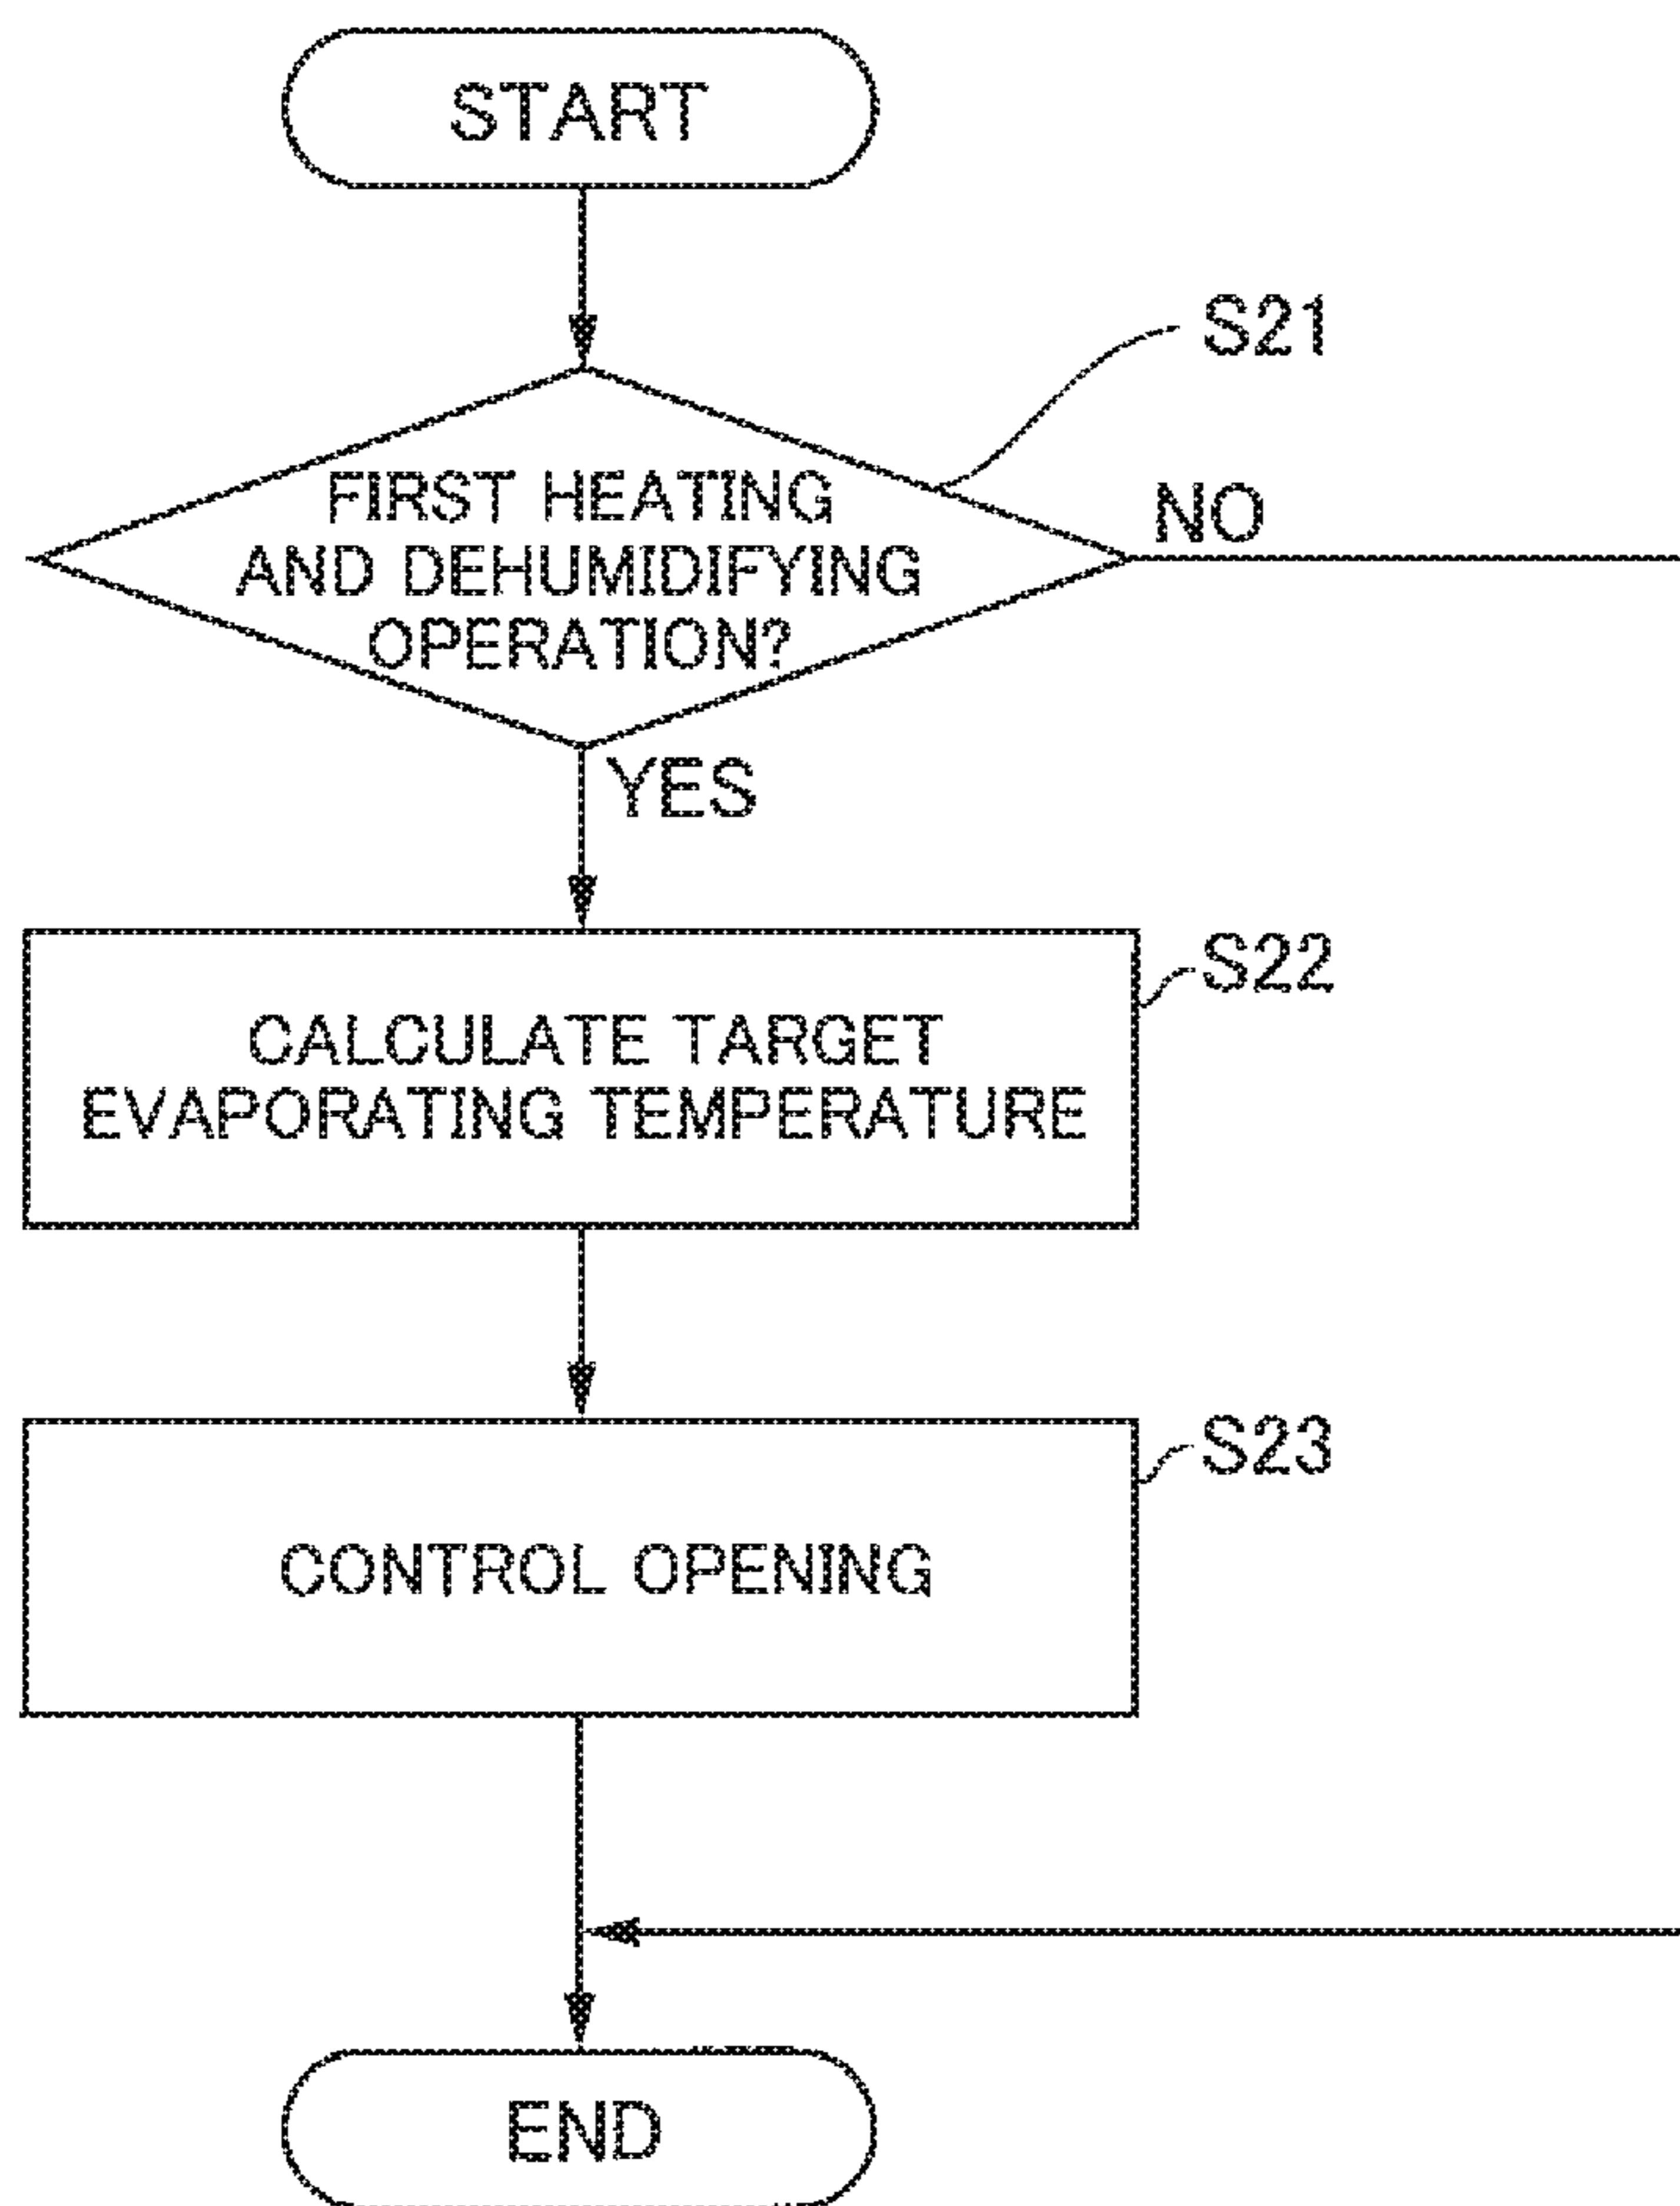 START
S21
FIRST HEATING
AND DEHUMIDIFYING
OPERATION?
NO
YES
S22
CALCULATE TARGET
EVAPORATING TEMPERATURE
S23
CONTROL OPENING
END